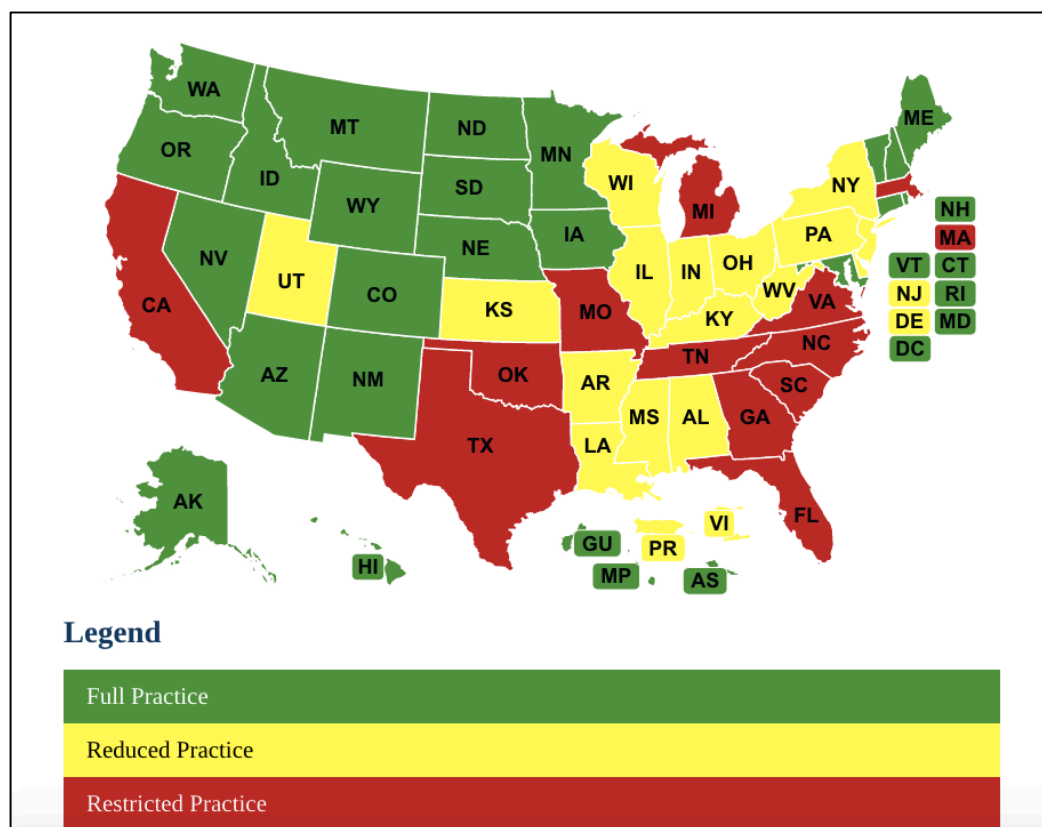 WA
MT
ND
MN
ME
OR
ID
SD
WI
NY
WY
MI
NH
IA
PA
MA
NE
NV
OH
VT CT
UT
CO
IL
IN
WV
NJ RI
CA
KS
MO
KY
VA
DE MD
DC
AZ
NM
OK
TN
NC
AR
SC
MS
AL
GA
TX
LA
AK
FL
VI
GU
PR
HI
MP
AS
Legend
Full Practice
Reduced Practice
Restricted Practice